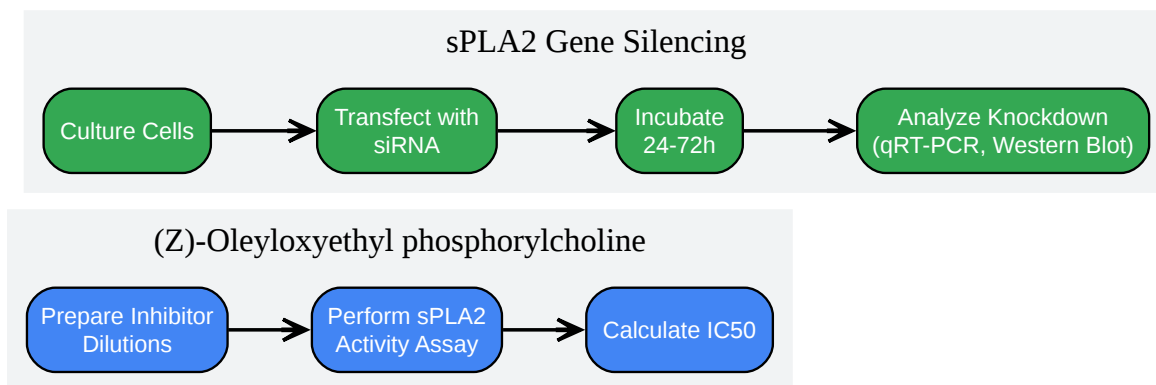 sPLA2 Gene Silencing
Culture Cells
Transfect with
siRNA
Incubate
24-72h
Analyze Knockdown
(qRT-PCR, Western Blot)
(Z)-Oleyloxyethyl phosphorylcholine
Prepare Inhibitor
Dilutions
Perform sPLA2
Activity Assay
Calculate IC50